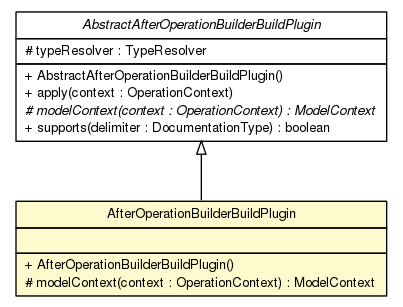 AbstractAfterOperationBuilderBuildPlugin
# typeResolver : TypeResolver
+ AbstractAfterOperationBuilderBuildPlugin()
+ apply(context : OperationContext)
# modelContext(context : OperationContext) : ModelContext
+ supports(delimiter : DocumentationType) : boolean
AfterOperationBuilderBuildPlugin
+ AfterOperationBuilderBuildPlugin()
# modelContext(context : OperationContext) : ModelContext